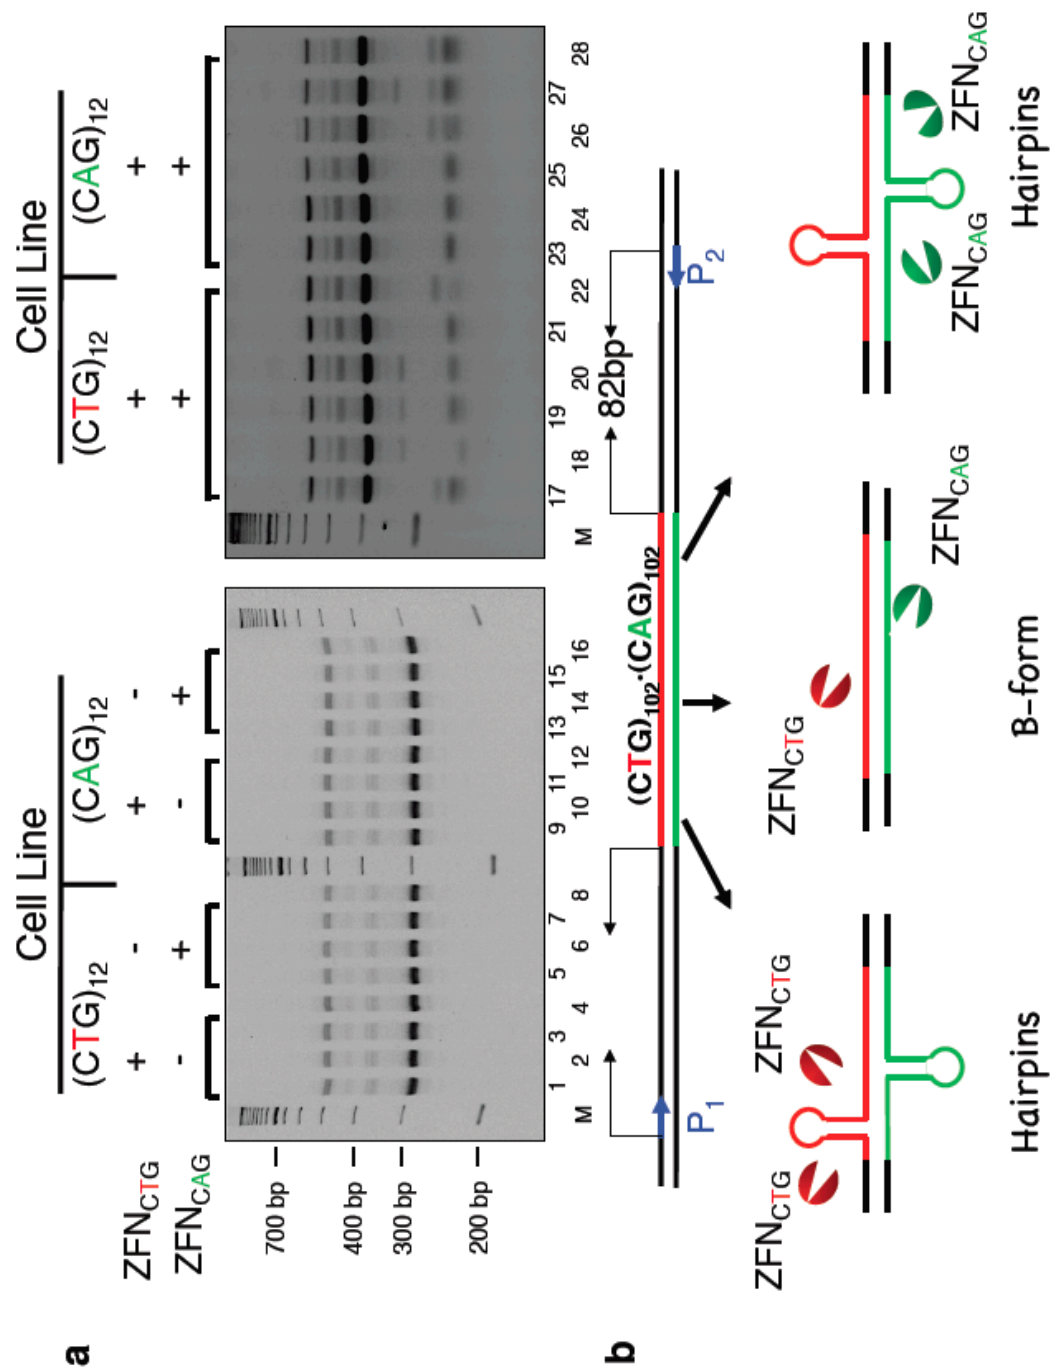 a
Cell Line
Cell Line
(CTG)12
(CAG)12
(CTG)12
(CAG)12
ZFNCTG + - + - + +
ZFNCAG - + - + + +
700 bp
400 bp
300 bp
200 bp
M 1 2 3 4 5 6 7 8 9 10 11 12 13 14 15 16 M 17 18 19 20 21 22 23 24 25 26 27 28
b
(CTG)102·(CAG)102
82bp
P1
P2
ZFNCTG
ZFNCTG
ZFNCTG
ZFNCAG
ZFNCAG
ZFNCAG
Hairpins
B-form
Hairpins